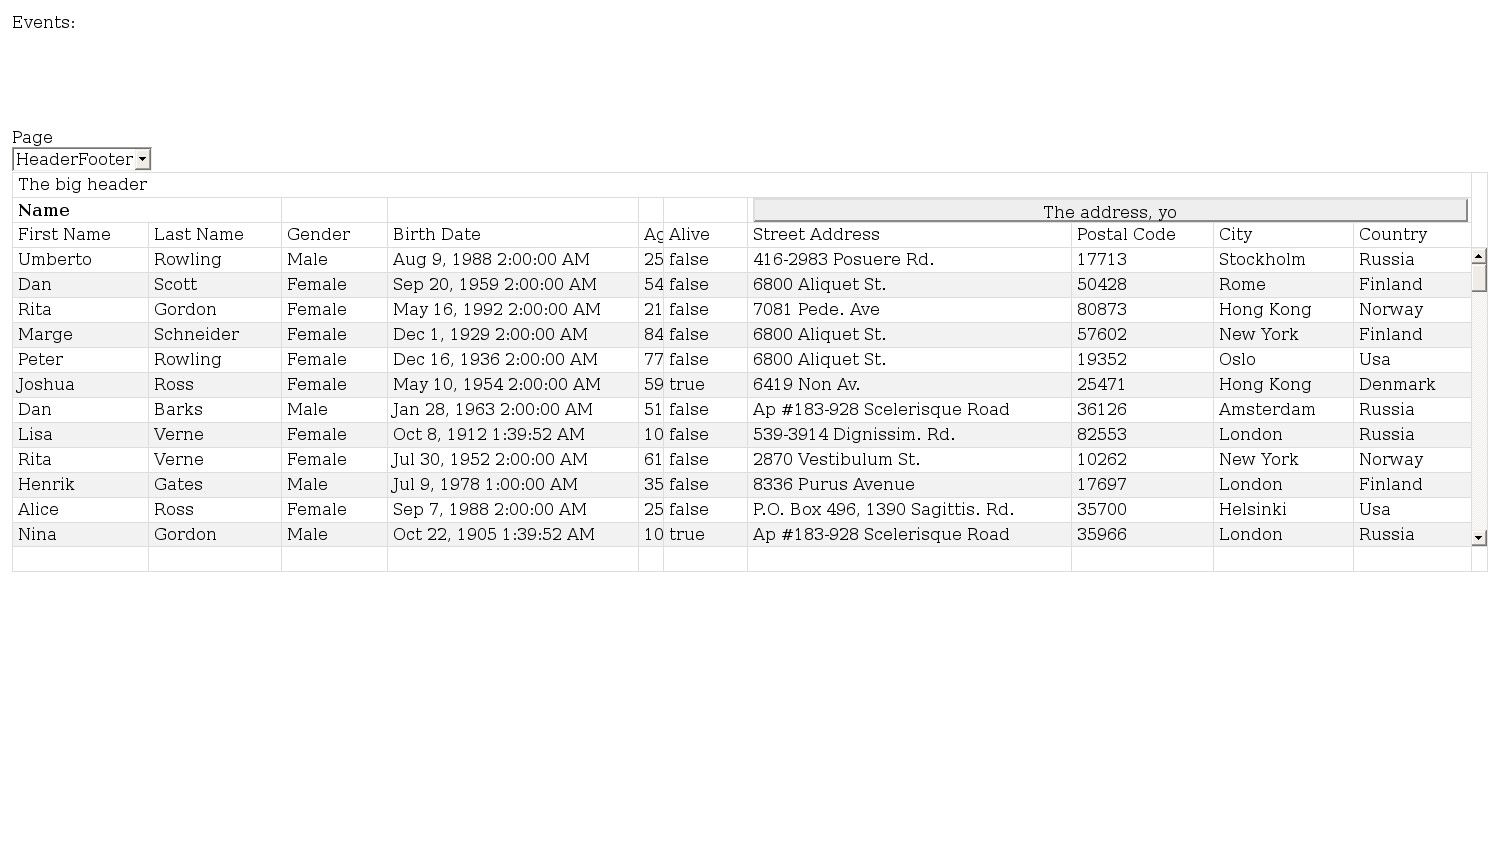 Events:
Page
HeaderFooter
The big header
Name The address, yo
First Name Last Name Gender Birth Date Ag Alive Street Address Postal Code City Country
Umberto Rowling Male Aug 9, 1988 2:00:00 AM 25 false 416-2983 Posuere Rd. 17713 Stockholm Russia
Dan Scott Female Sep 20, 1959 2:00:00 AM 54 false 6800 Aliquet St. 50428 Rome Finland
Rita Gordon Female May 16, 1992 2:00:00 AM 21 false 7081 Pede. Ave 80873 Hong Kong Norway
Marge Schneider Female Dec 1, 1929 2:00:00 AM 84 false 6800 Aliquet St. 57602 New York Finland
Peter Rowling Female Dec 16, 1936 2:00:00 AM 77 false 6800 Aliquet St. 19352 Oslo Usa
Joshua Ross Female May 10, 1954 2:00:00 AM 59 true 6419 Non Av. 25471 Hong Kong Denmark
Dan Barks Male Jan 28, 1963 2:00:00 AM 51 false Ap #183-928 Scelerisque Road 36126 Amsterdam Russia
Lisa Verne Female Oct 8, 1912 1:39:52 AM 10 false 539-3914 Dignissim. Rd. 82553 London Russia
Rita Verne Female Jul 30, 1952 2:00:00 AM 61 false 2870 Vestibulum St. 10262 New York Norway
Henrik Gates Male Jul 9, 1978 1:00:00 AM 35 false 8336 Purus Avenue 17697 London Finland
Alice Ross Female Sep 7, 1988 2:00:00 AM 25 false P.O. Box 496, 1390 Sagittis. Rd. 35700 Helsinki Usa
Nina Gordon Male Oct 22, 1905 1:39:52 AM 10 true Ap #183-928 Scelerisque Road 35966 London Russia